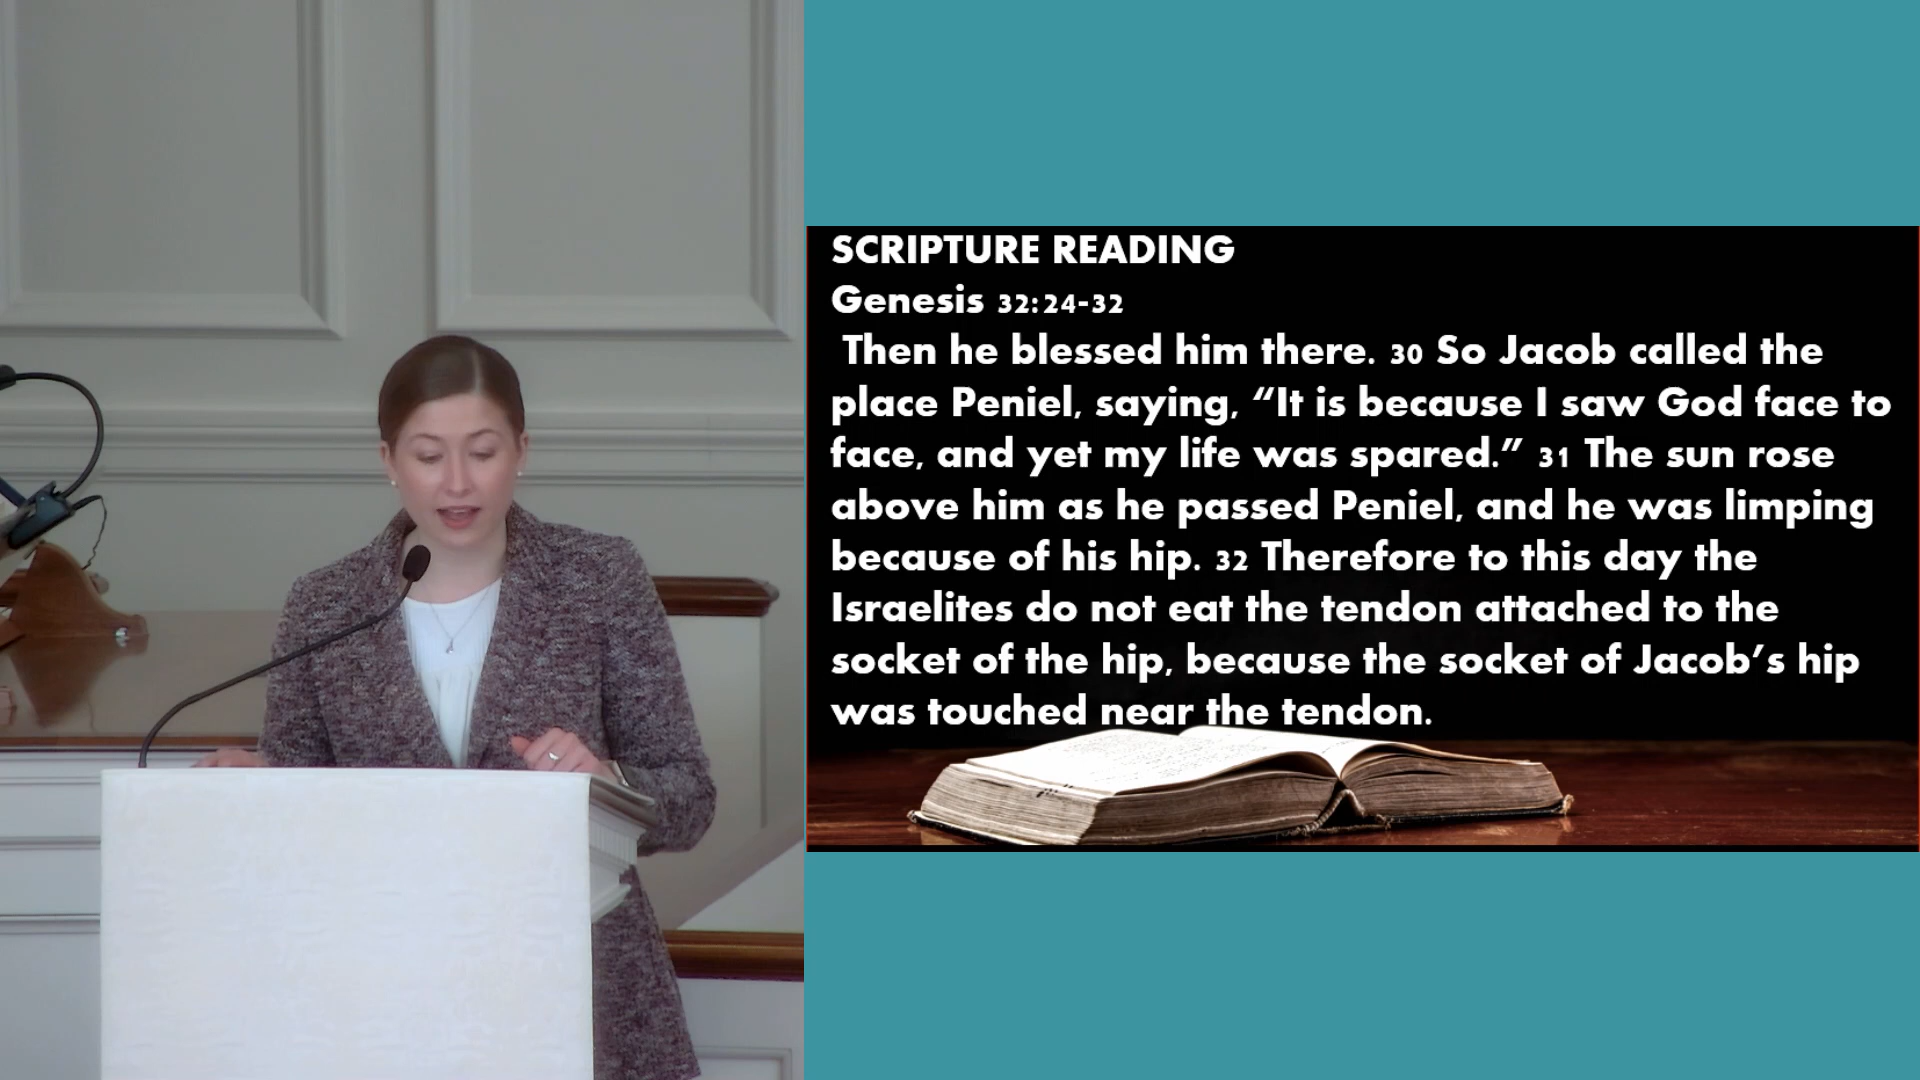 SCRIPTURE READING
Genesis 32:24-32
Then he blessed him there. 30 So Jacob called the
place Peniel, saying, “It is because I saw God face to
face, and yet my life was spared.” 31 The sun rose
above him as he passed Peniel, and he was limping
because of his hip. 32 Therefore to this day the
Israelites do not eat the tendon attached to the
socket of the hip, because the socket of Jacob’s hip
was touched near the tendon.